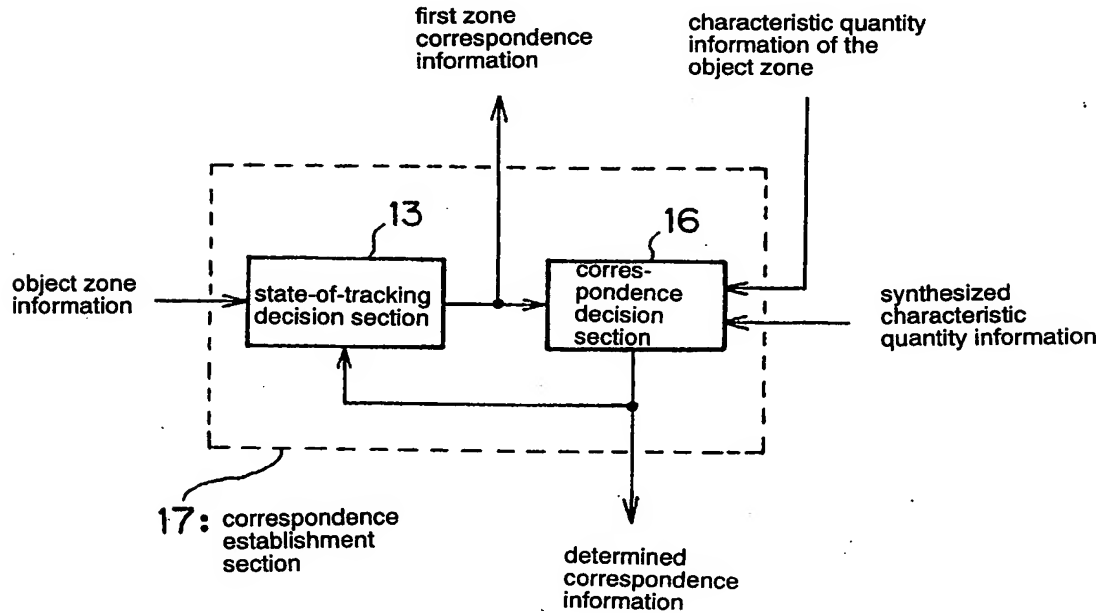 first zone
correspondence
information
characteristic quantity
information of the
object zone
13
16
object zone
information
state-of-tracking
decision section
corres-
pondence
decision
section
synthesized
characteristic
quantity information
17: correspondence
establishment
section
determined
correspondence
information